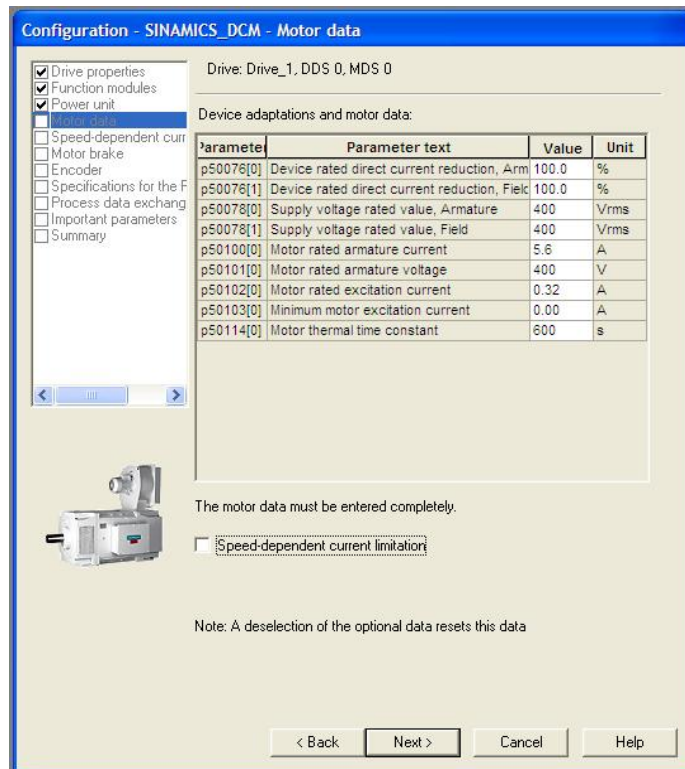 Configuration - SINAMICS_DCM - Motor data
Drive properties
Function modules
Power unit
Motor data
Speed-dependent curr
Motor brake
Encoder
Specifications for the F
Process data exchang
Important parameters
Summary
Drive: Drive_1, DDS 0, MDS 0
Device adaptations and motor data:
Parameter Parameter text Value Unit
p50076[0] Device rated direct current reduction, Arm 100.0 %
p50076[1] Device rated direct current reduction, Field 100.0 %
p50078[0] Supply voltage rated value, Armature 400 Vrms
p50078[1] Supply voltage rated value, Field 400 Vrms
p50100[0] Motor rated armature current 5.6 A
p50101[0] Motor rated armature voltage 400 V
p50102[0] Motor rated excitation current 0.32 A
p50103[0] Minimum motor excitation current 0.00 A
p50114[0] Motor thermal time constant 600 s
The motor data must be entered completely.
Speed-dependent current limitation
Note: A deselection of the optional data resets this data
< Back Next > Cancel Help